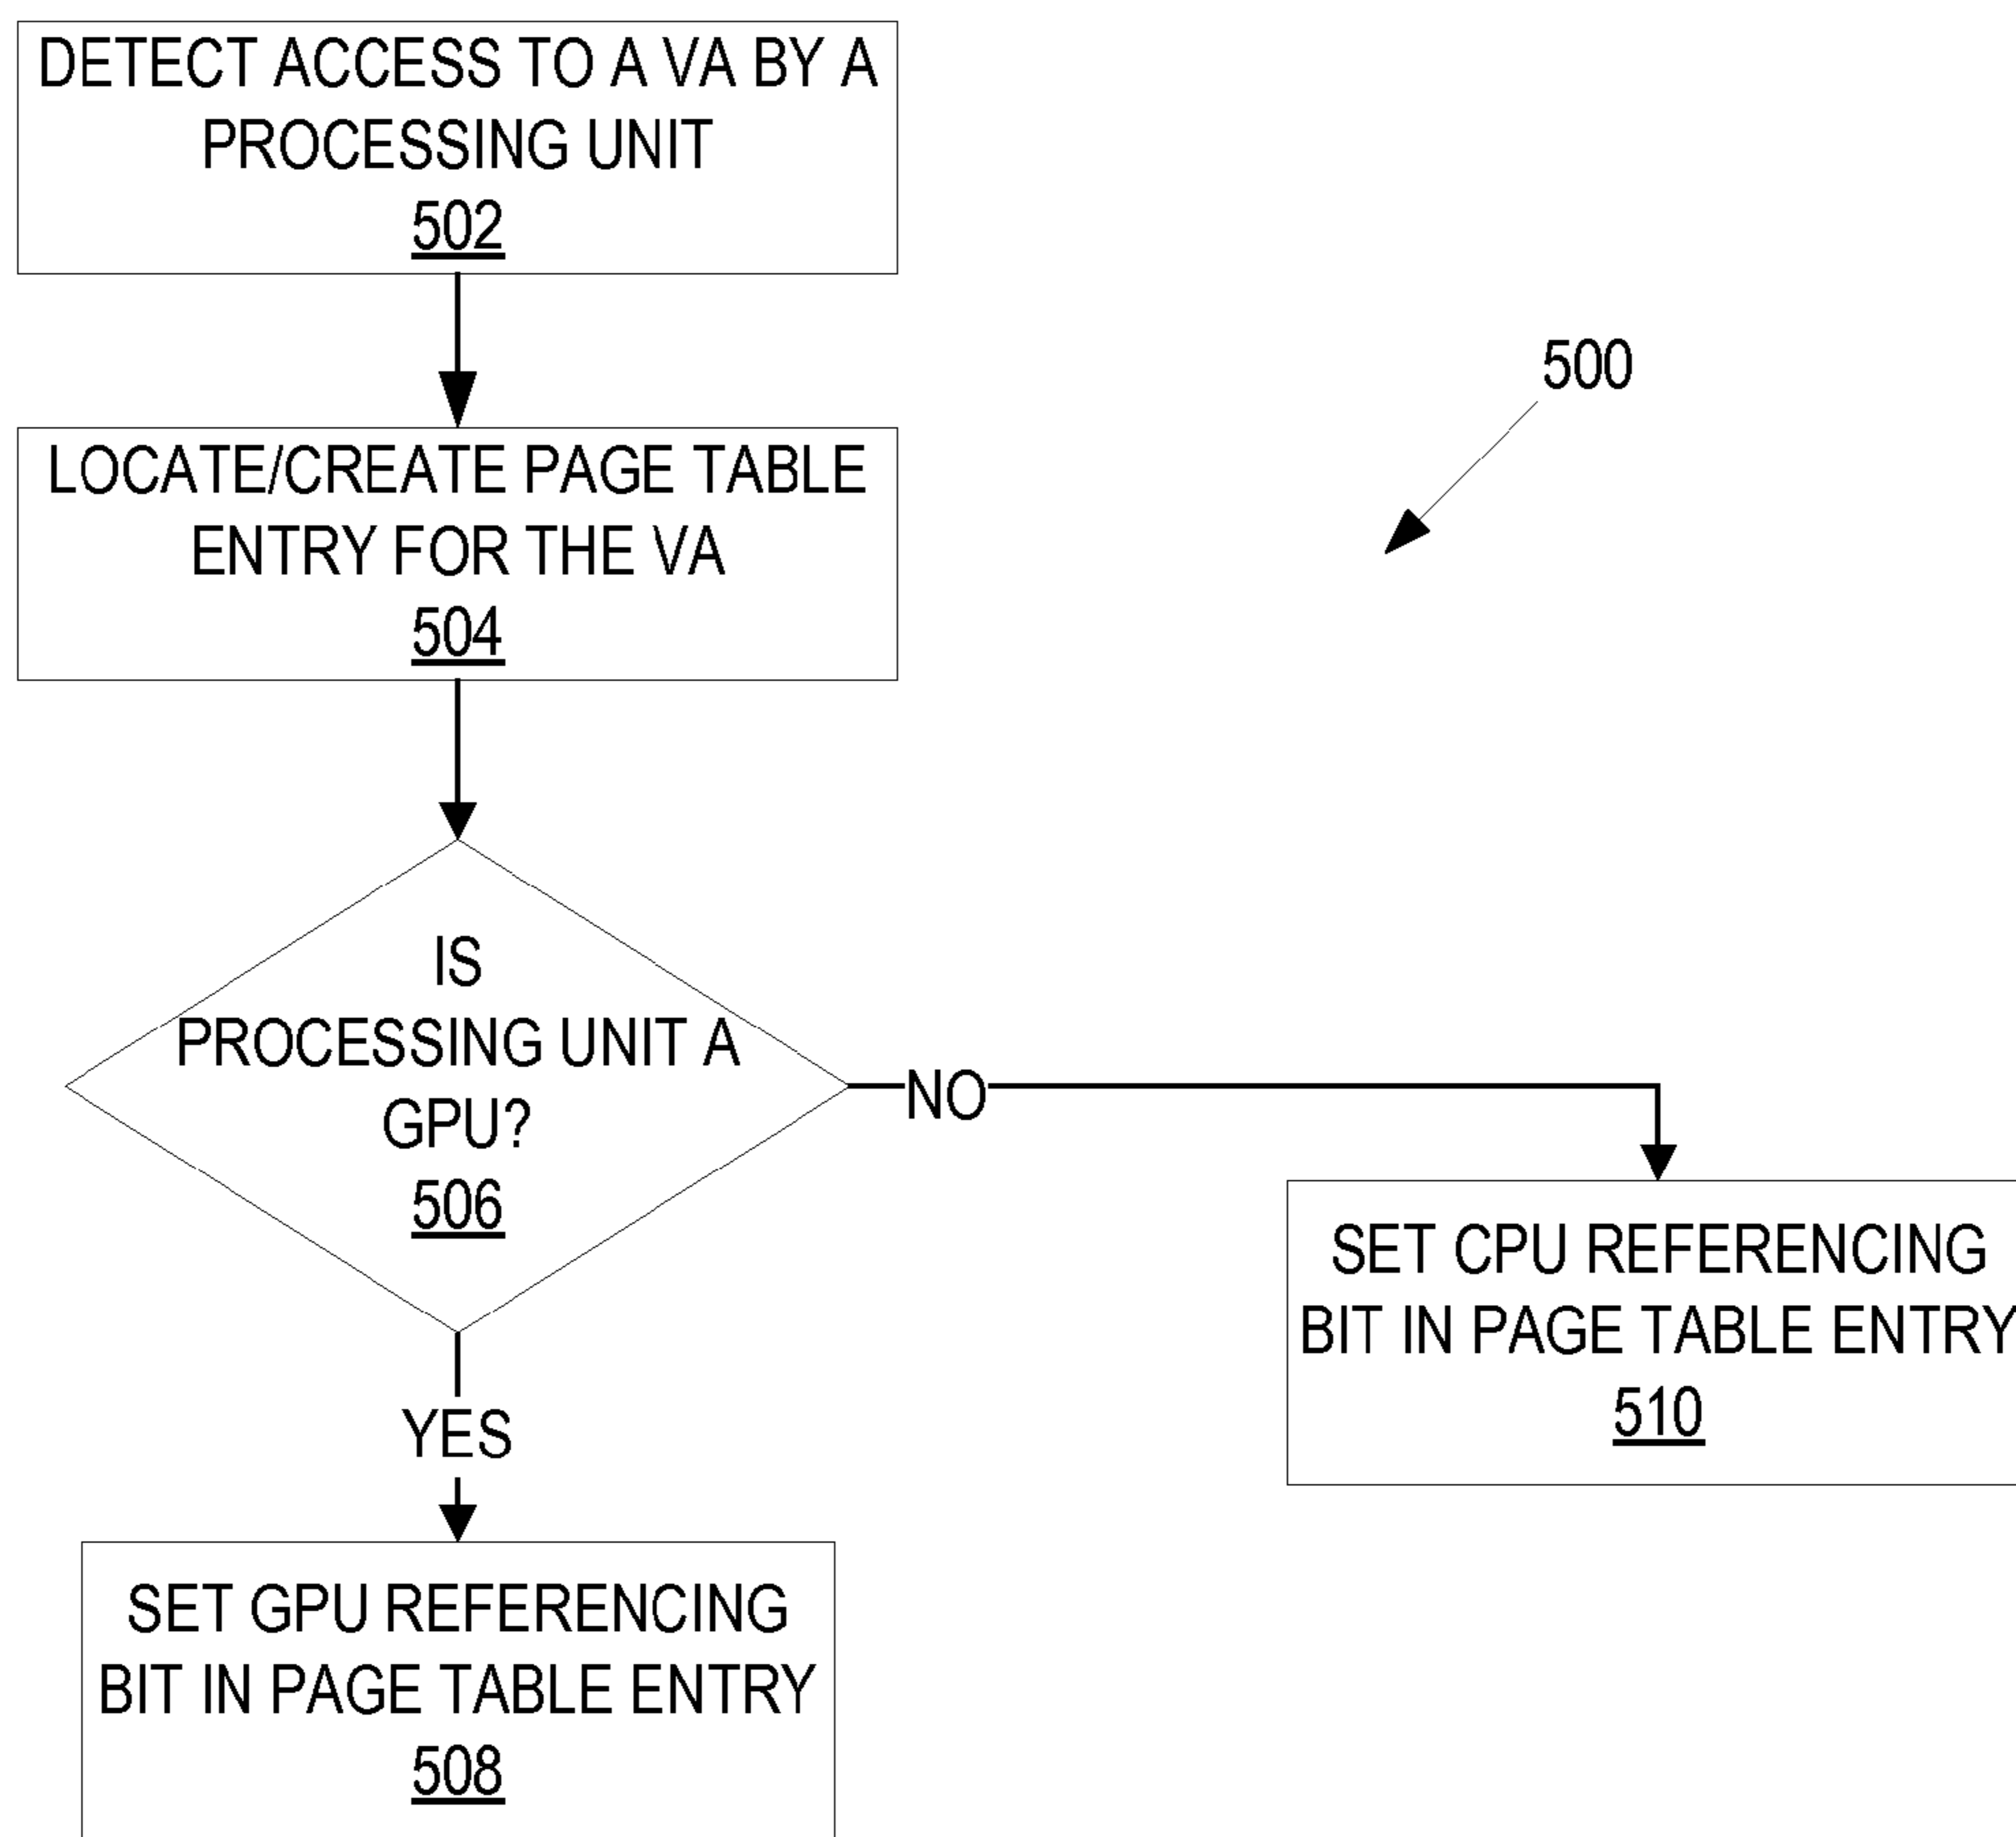 DETECT ACCESS TO A VA BY A
PROCESSING UNIT
502
500
LOCATE/CREATE PAGE TABLE
ENTRY FOR THE VA
504
IS
PROCESSING UNIT A
GPU?
506
NO
SET CPU REFERENCING
BIT IN PAGE TABLE ENTRY
510
YES
SET GPU REFERENCING
BIT IN PAGE TABLE ENTRY
508